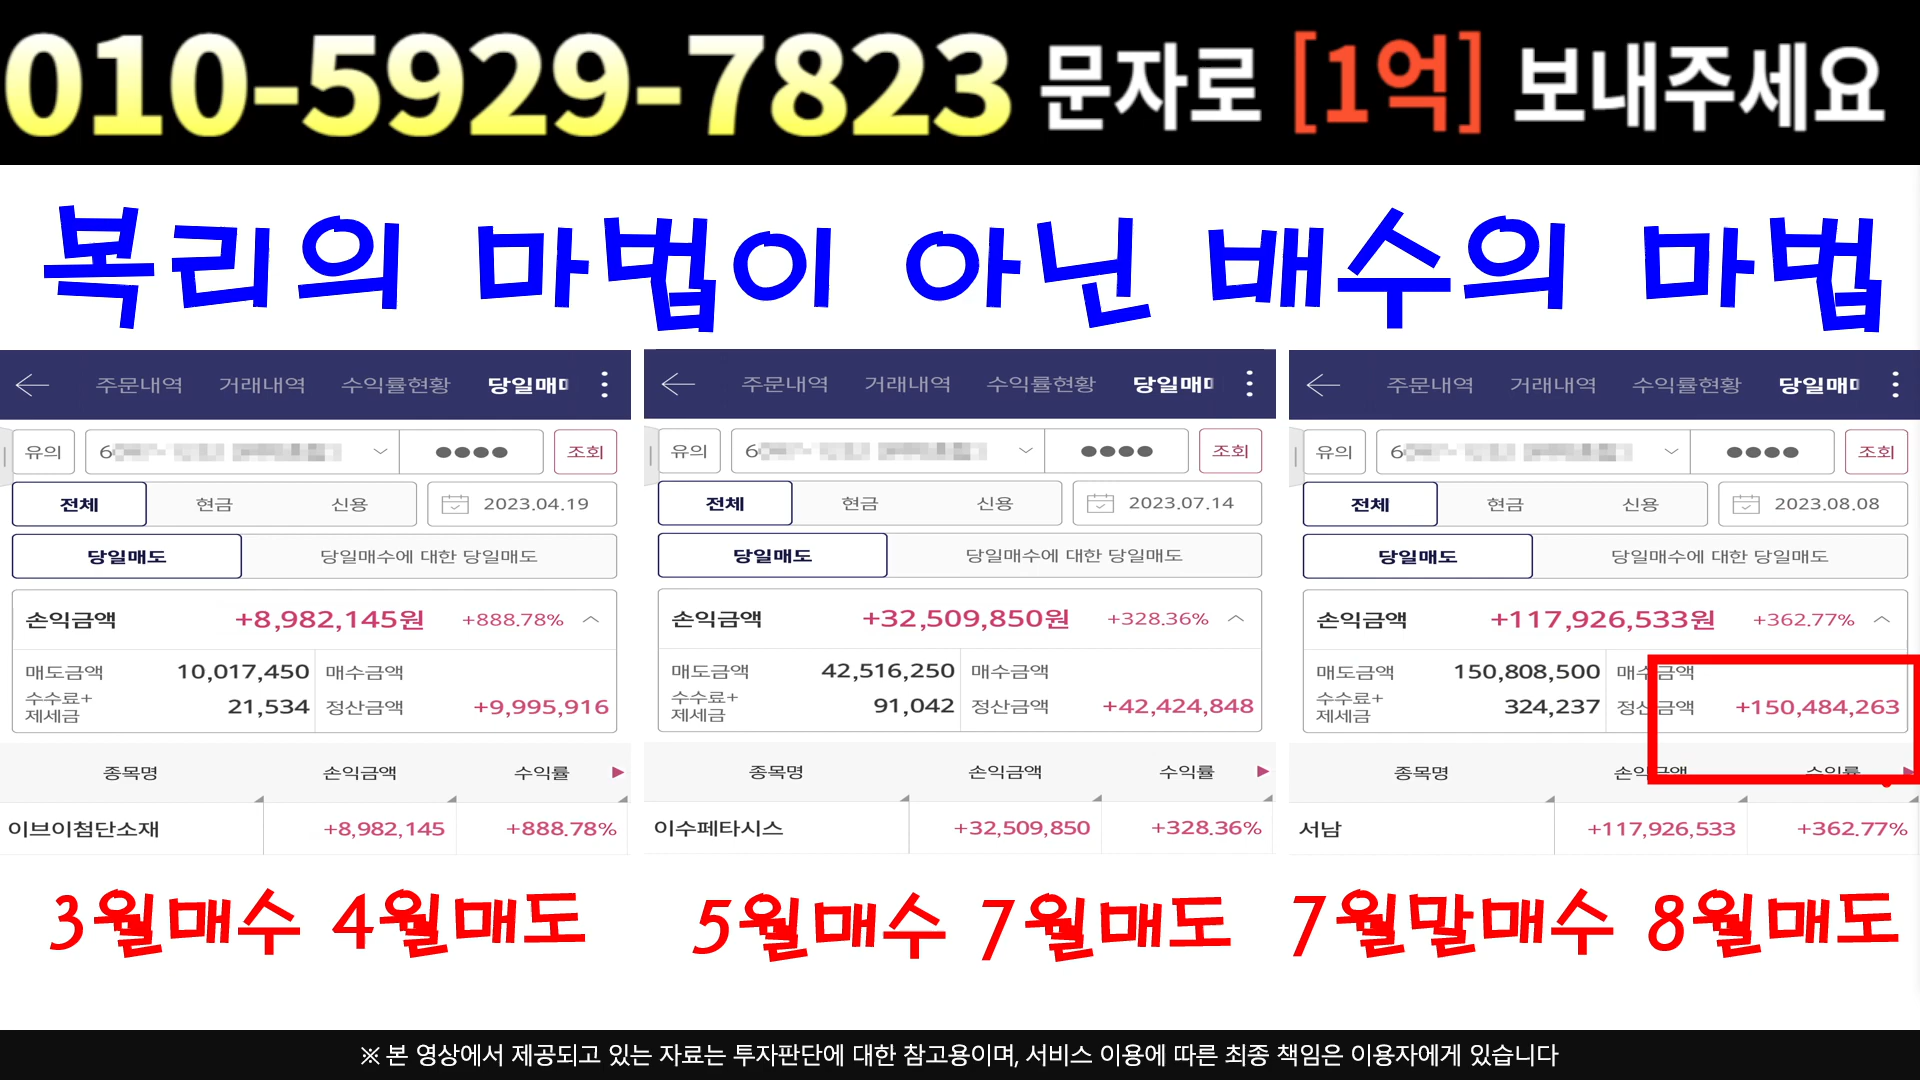 010-5929-7823 문자로 [1억] 보내주세요
복리의 마법이 아닌 배수의 마법
주문내역 거래내역 수익률현황 당일매
유의 6 조회
전체 현금 신용 2023.04.19
당일매도 당일매수에 대한 당일매도
손익금액 +8,982,145원 +888.78%
매도금액 10,017,450 매수금액
수수료+
제세금 21,534 정산금액 +9,995,916
종목명 손익금액 수익률
이브이첨단소재 +8,982,145 +888.78%
3월매수 4월매도
주문내역 거래내역 수익률현황 당일매
유의 6 조회
전체 현금 신용 2023.07.14
당일매도 당일매수에 대한 당일매도
손익금액 +32,509,850원 +328.36%
매도금액 42,516,250 매수금액
수수료+
제세금 91,042 정산금액 +42,424,848
종목명 손익금액 수익률
이수페타시스 +32,509,850 +328.36%
5월매수 7월매도
주문내역 거래내역 수익률현황 당일매
유의 6 조회
전체 현금 신용 2023.08.08
당일매도 당일매수에 대한 당일매도
손익금액 +117,926,533원 +362.77%
매도금액 150,808,500 매수금액
수수료+
제세금 324,237 정산금액 +150,484,263
종목명 손익금액 수익률
서남 +117,926,533 +362.77%
7월말매수 8월매도
※ 본 영상에서 제공되고 있는 자료는 투자판단에 대한 참고용이며, 서비스 이용에 따른 최종 책임은 이용자에게 있습니다